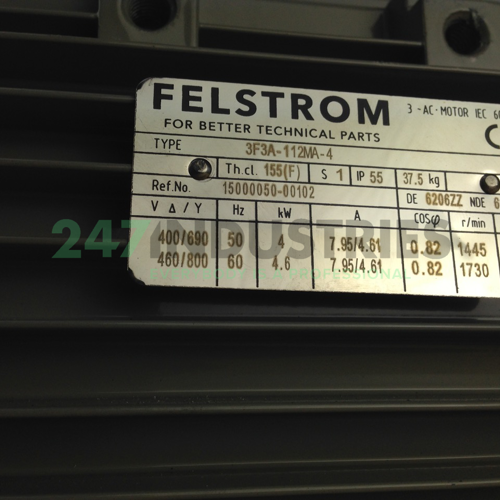 FELSTROM
3 -AC- MOTOR IEC 60
FOR BETTER TECHNICAL PARTS
TYPE 3F3A-112MA-4
Th.cl. 155(F) S 1 IP 55 37.5 kg
Ref.No. 15000050-00102 DE 6206ZZ NDE 6
V Δ / Y Hz kW A COSφ r/min
400/690 50 4 7.95/4.61 0.82 1445
460/800 60 4.6 7.95/4.61 0.82 1730
247 INDUSTRIES